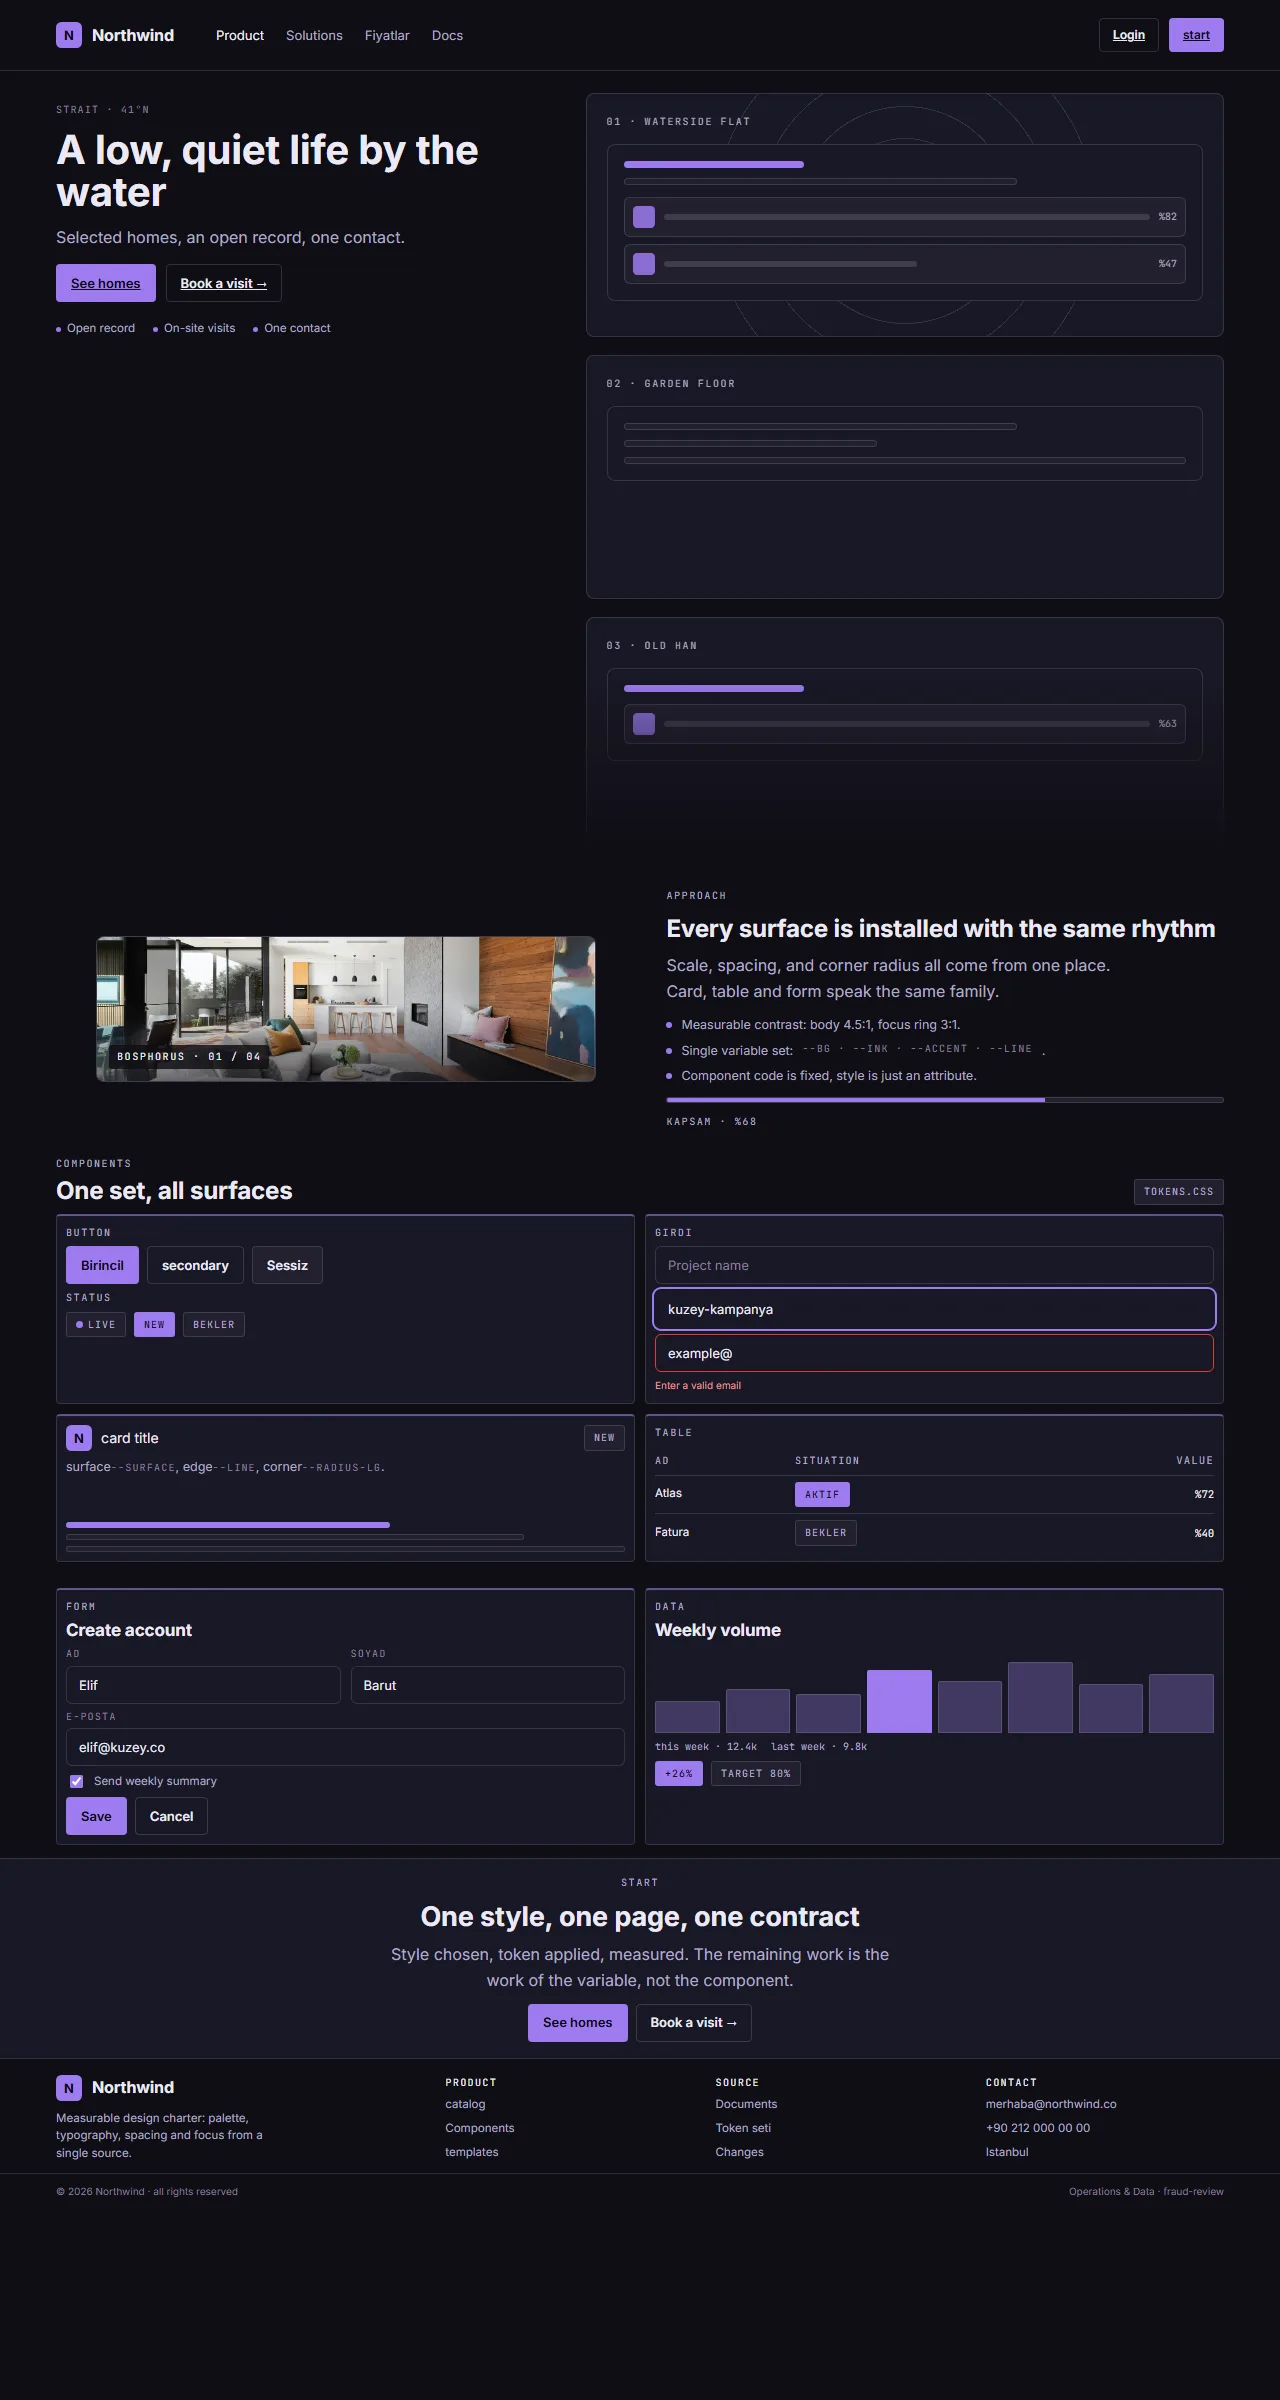 N Northwind
Product Solutions Fiyatlar Docs
Login start
STRAIT · 41°N
A low, quiet life by the
water
Selected homes, an open record, one contact.
See homes Book a visit →
Open record On-site visits One contact
01 · WATERSIDE FLAT
%82
%47
02 · GARDEN FLOOR
03 · OLD HAN
%63
BOSPHORUS · 01 / 04
APPROACH
Every surface is installed with the same rhythm
Scale, spacing, and corner radius all come from one place.
Card, table and form speak the same family.
Measurable contrast: body 4.5:1, focus ring 3:1.
Single variable set: --BG · --INK · --ACCENT · --LINE .
Component code is fixed, style is just an attribute.
KAPSAM · %68
COMPONENTS
One set, all surfaces
TOKENS.CSS
BUTTON
Birincil secondary Sessiz
STATUS
LIVE NEW BEKLER
GIRDI
Project name
kuzey-kampanya
example@
Enter a valid email
N card title NEW
surface--SURFACE, edge--LINE, corner--RADIUS-LG.
TABLE
AD SITUATION VALUE
Atlas AKTIF %72
Fatura BEKLER %40
FORM
Create account
AD SOYAD
Elif Barut
E-POSTA
elif@kuzey.co
Send weekly summary
Save Cancel
DATA
Weekly volume
this week · 12.4k last week · 9.8k
+26% TARGET 80%
START
One style, one page, one contract
Style chosen, token applied, measured. The remaining work is the
work of the variable, not the component.
See homes Book a visit →
N Northwind
Measurable design charter: palette,
typography, spacing and focus from a
single source.
PRODUCT
catalog
Components
templates
SOURCE
Documents
Token seti
Changes
CONTACT
merhaba@northwind.co
+90 212 000 00 00
Istanbul
© 2026 Northwind · all rights reserved
Operations & Data · fraud-review